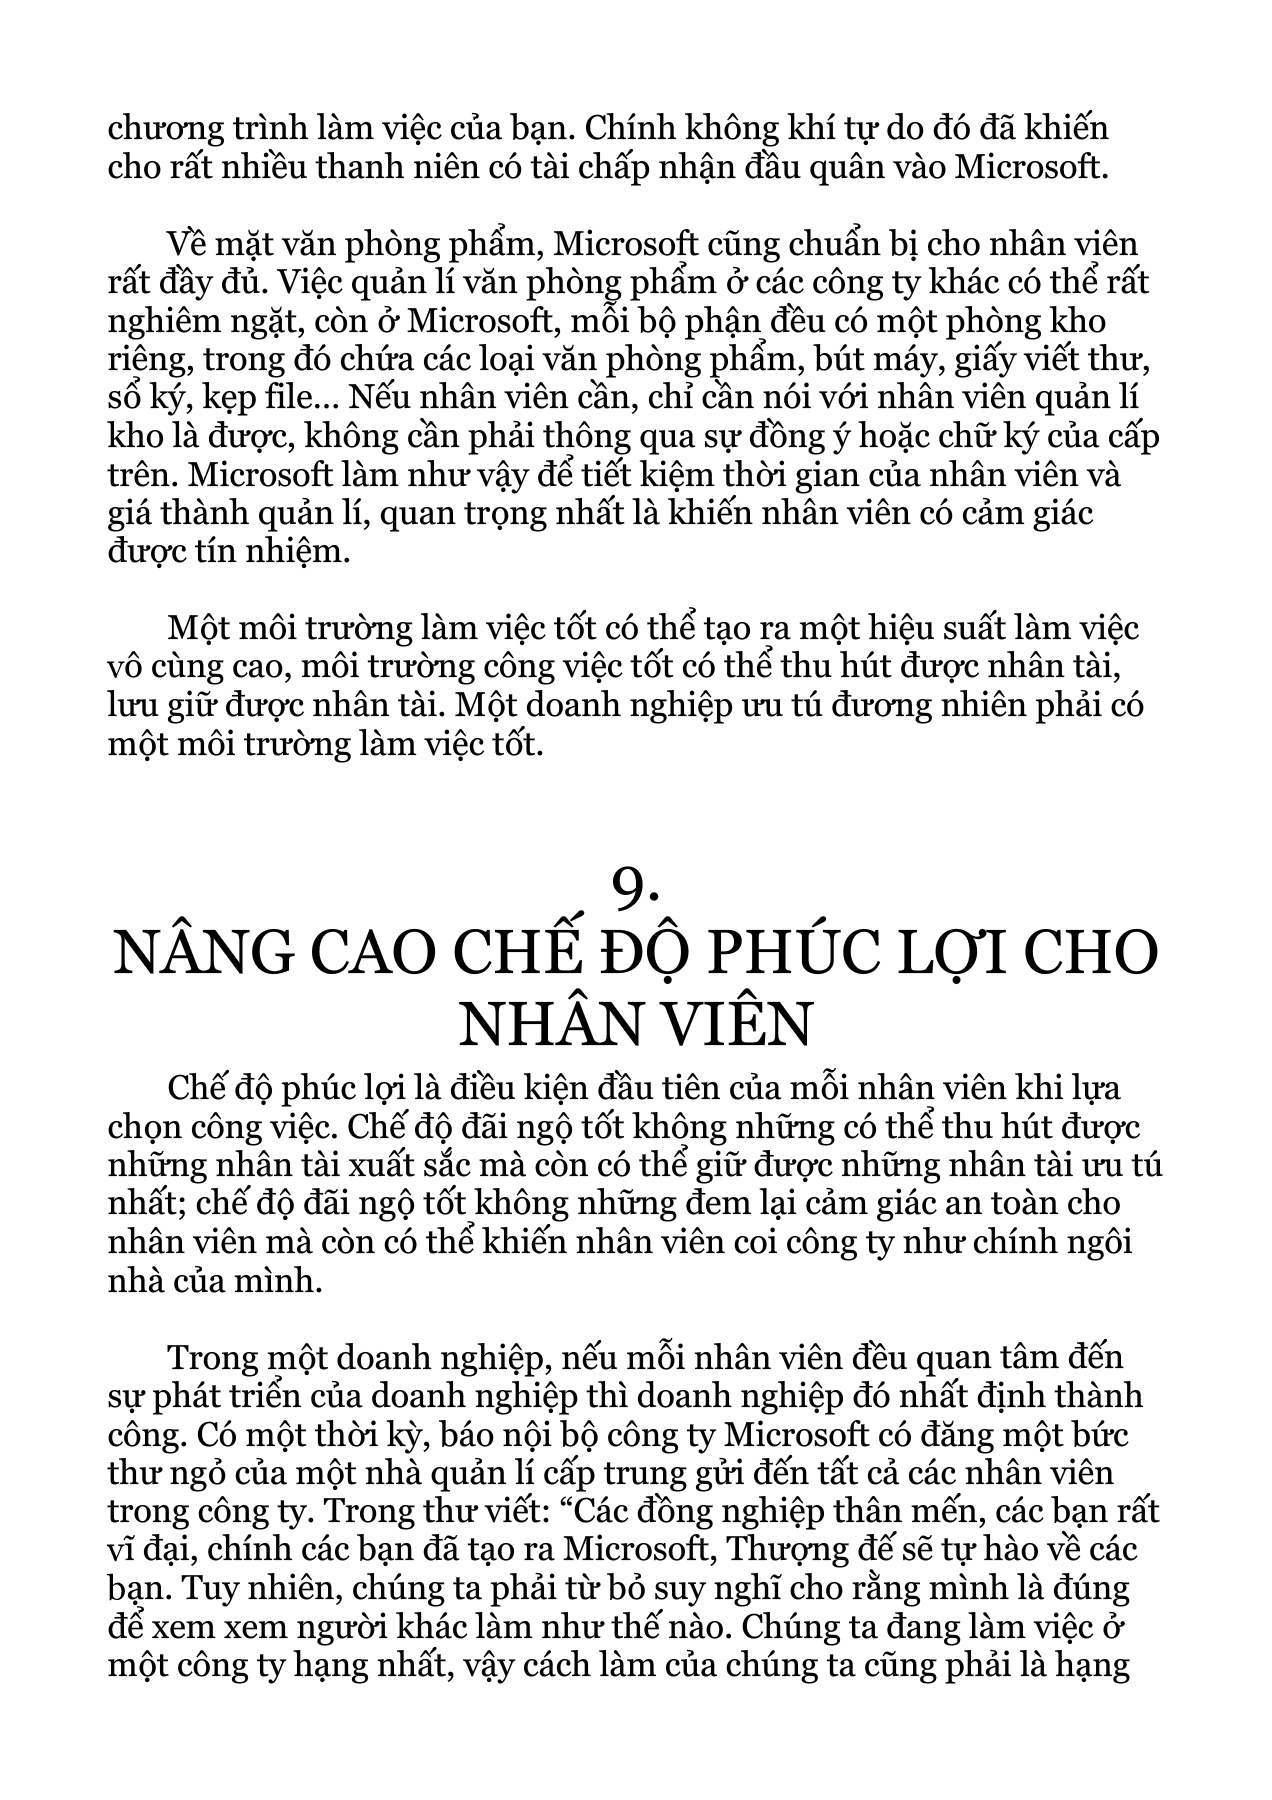 chương trình làm việc của bạn. Chính không khí tự do đó đã khiến
cho rất nhiều thanh niên có tài chấp nhận đầu quân vào Microsoft.
Về mặt văn phòng phẩm, Microsoft cũng chuẩn bị cho nhân viên
rất đầy đủ. Việc quản lí văn phòng phẩm ở các công ty khác có thể rất
nghiêm ngặt, còn ở Microsoft, mỗi bộ phận đều có một phòng kho
riêng, trong đó chứa các loại văn phòng phẩm, bút máy, giấy viết thư,
sổ ký, kẹp file... Nếu nhân viên cần, chỉ cần nói với nhân viên quản lí
kho là được, không cần phải thông qua sự đồng ý hoặc chữ ký của cấp
trên. Microsoft làm như vậy để tiết kiệm thời gian của nhân viên và
giá thành quản lí, quan trọng nhất là khiến nhân viên có cảm giác
được tín nhiệm.
Một môi trường làm việc tốt có thể tạo ra một hiệu suất làm việc
vô cùng cao, môi trường công việc tốt có thể thu hút được nhân tài,
lưu giữ được nhân tài. Một doanh nghiệp ưu tú đương nhiên phải có
một môi trường làm việc tốt.
9.
NÂNG CAO CHẾ ĐỘ PHÚC LỢI CHO
NHÂN VIÊN
Chế độ phúc lợi là điều kiện đầu tiên của mỗi nhân viên khi lựa
chọn công việc. Chế độ đãi ngộ tốt không những có thể thu hút được
những nhân tài xuất sắc mà còn có thể giữ được những nhân tài ưu tú
nhất; chế độ đãi ngộ tốt không những đem lại cảm giác an toàn cho
nhân viên mà còn có thể khiến nhân viên coi công ty như chính ngôi
nhà của mình.
Trong một doanh nghiệp, nếu mỗi nhân viên đều quan tâm đến
sự phát triển của doanh nghiệp thì doanh nghiệp đó nhất định thành
công. Có một thời kỳ, báo nội bộ công ty Microsoft có đăng một bức
thư ngỏ của một nhà quản lí cấp trung gửi đến tất cả các nhân viên
trong công ty. Trong thư viết: “Các đồng nghiệp thân mến, các bạn rất
vĩ đại, chính các bạn đã tạo ra Microsoft, Thượng đế sẽ tự hào về các
bạn. Tuy nhiên, chúng ta phải từ bỏ suy nghĩ cho rằng mình là đúng
để xem xem người khác làm như thế nào. Chúng ta đang làm việc ở
một công ty hạng nhất, vậy cách làm của chúng ta cũng phải là hạng